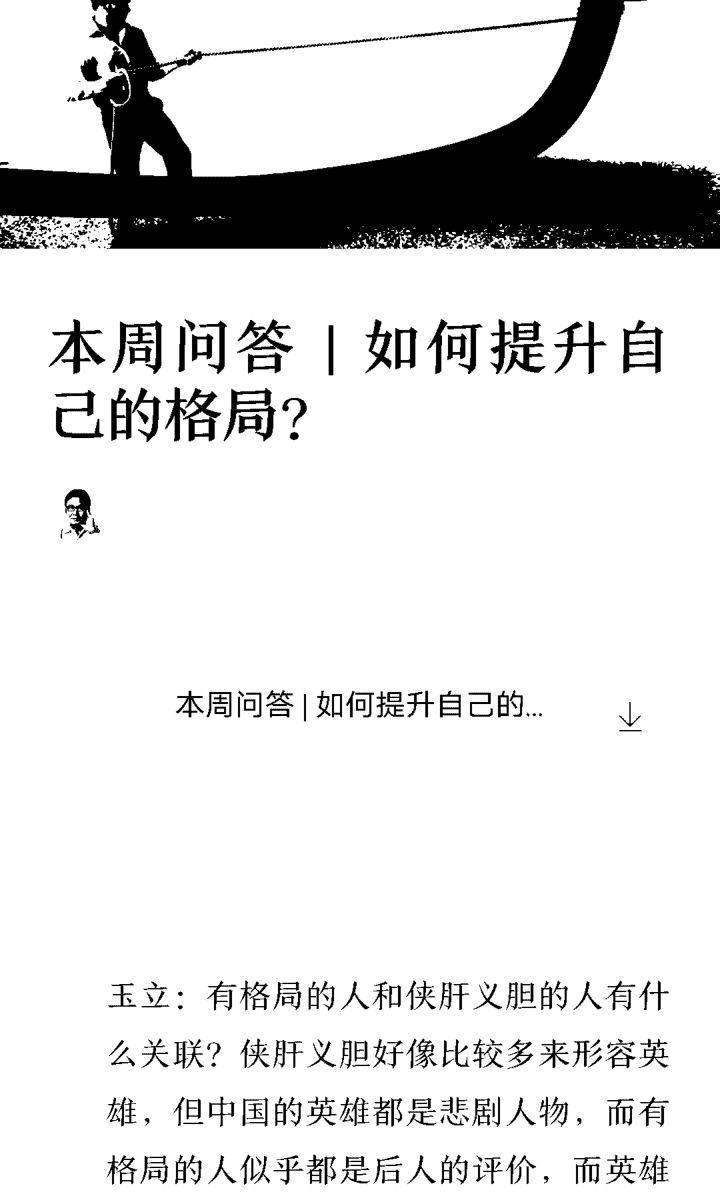 本周问答 | 如何提升自
己的格局?
本周问答 | 如何提升自己的...
玉立：有格局的人和侠肝义胆的人有什
么关联？侠肝义胆好像比较多来形容英
雄，但中国的英雄都是悲剧人物，而有
格局的人似乎都是后人的评价，而英雄